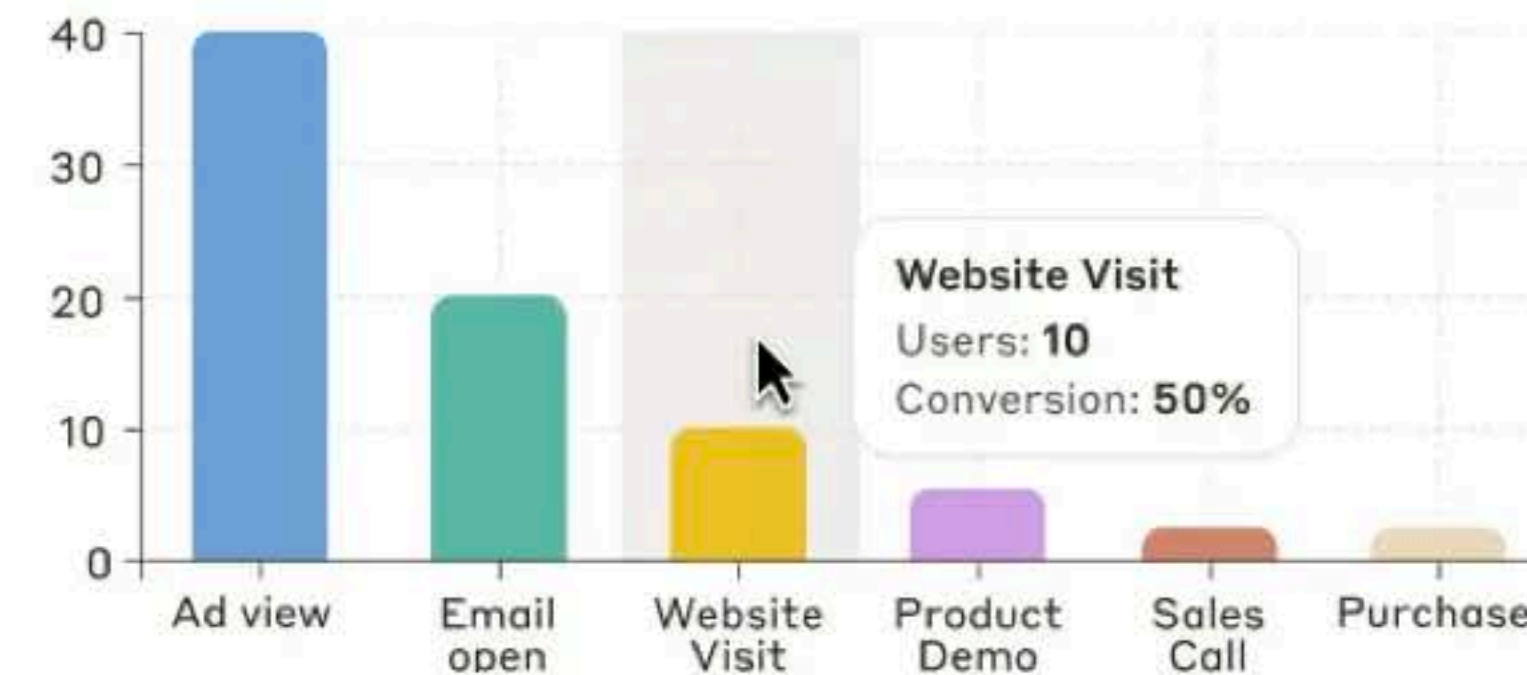 40
30
20
10
0
Website Visit
Users: 10
Conversion: 50%
Ad view
Email
open
Website
Visit
Product
Demo
Sales
Call
Purchase